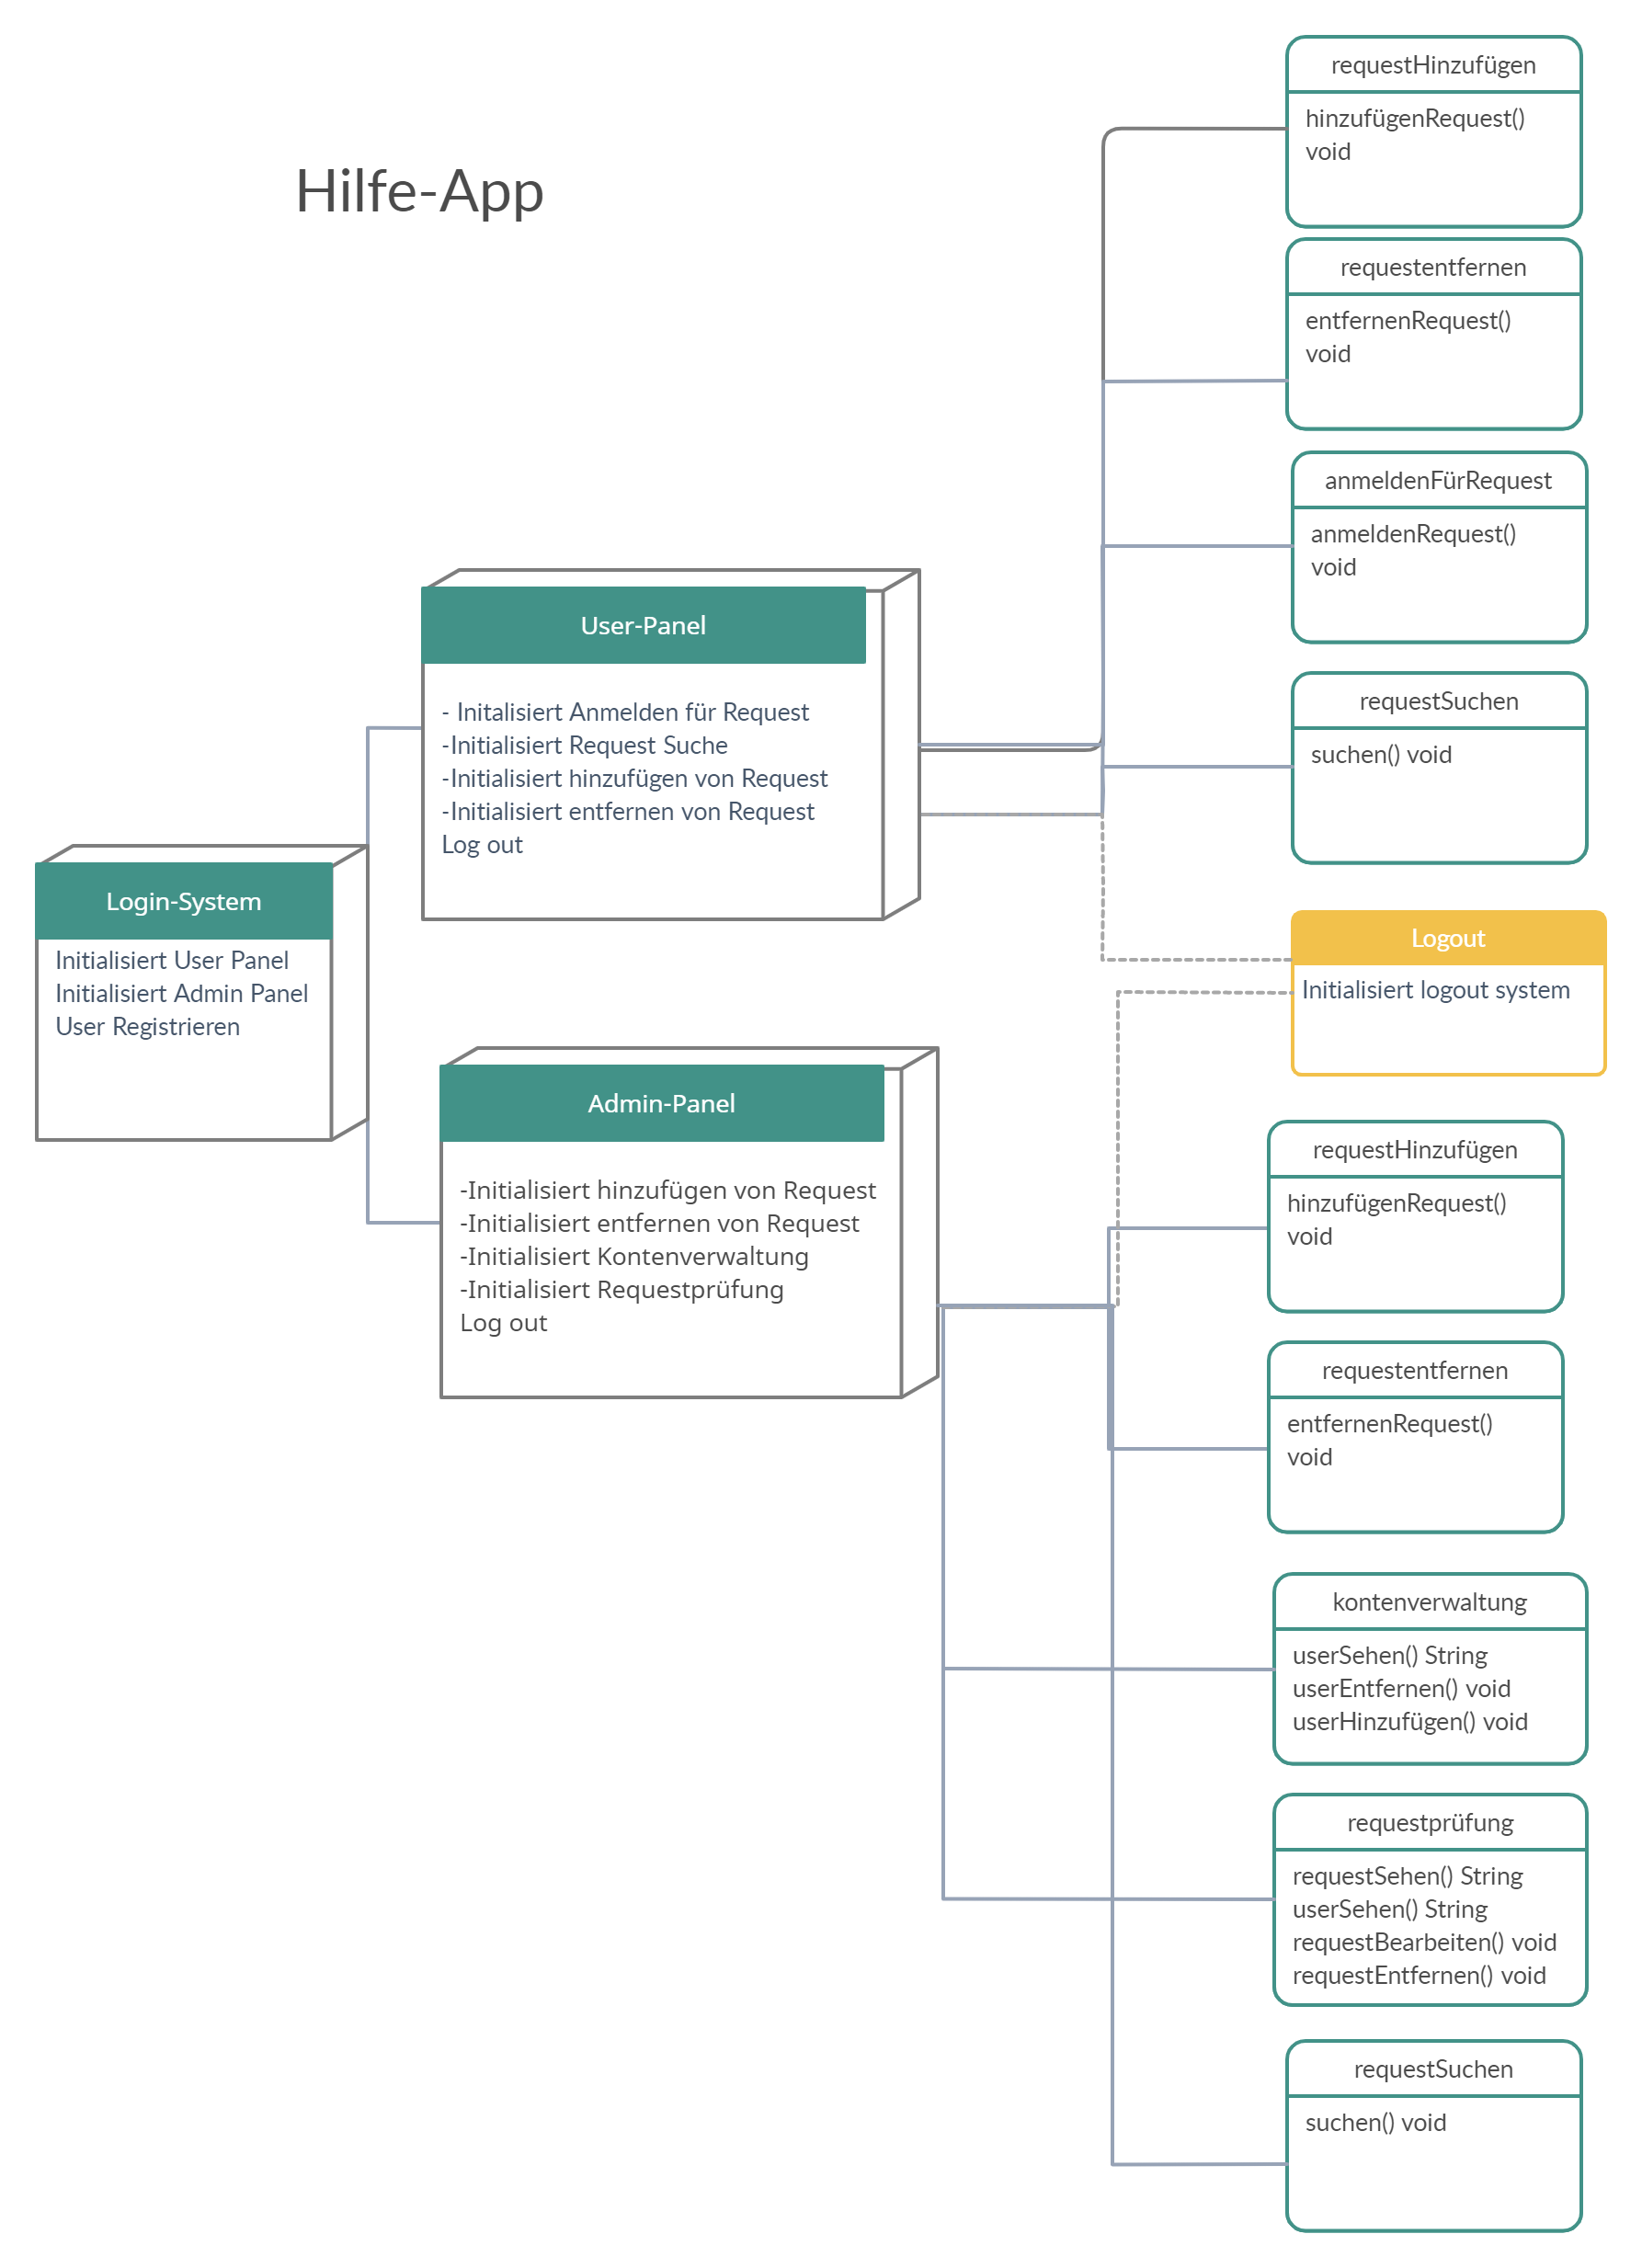 Hilfe-App
Login-System
Initialisiert User Panel
Initialisiert Admin Panel
User Registrieren
User-Panel
- Initalisiert Anmelden für Request
-Initialisiert Request Suche
-Initialisiert hinzufügen von Request
-Initialisiert entfernen von Request
Log out
Admin-Panel
-Initialisiert hinzufügen von Request
-Initialisiert entfernen von Request
-Initialisiert Kontenverwaltung
-Initialisiert Requestprüfung
Log out
requestHinzufügen
hinzufügenRequest()
void
requestentfernen
entfernenRequest()
void
anmeldenFürRequest
anmeldenRequest()
void
requestSuchen
suchen() void
Logout
Initialisiert logout system
requestHinzufügen
hinzufügenRequest()
void
requestentfernen
entfernenRequest()
void
kontenverwaltung
userSehen() String
userEntfernen() void
userHinzufügen() void
requestprüfung
requestSehen() String
userSehen() String
requestBearbeiten() void
requestEntfernen() void
requestSuchen
suchen() void